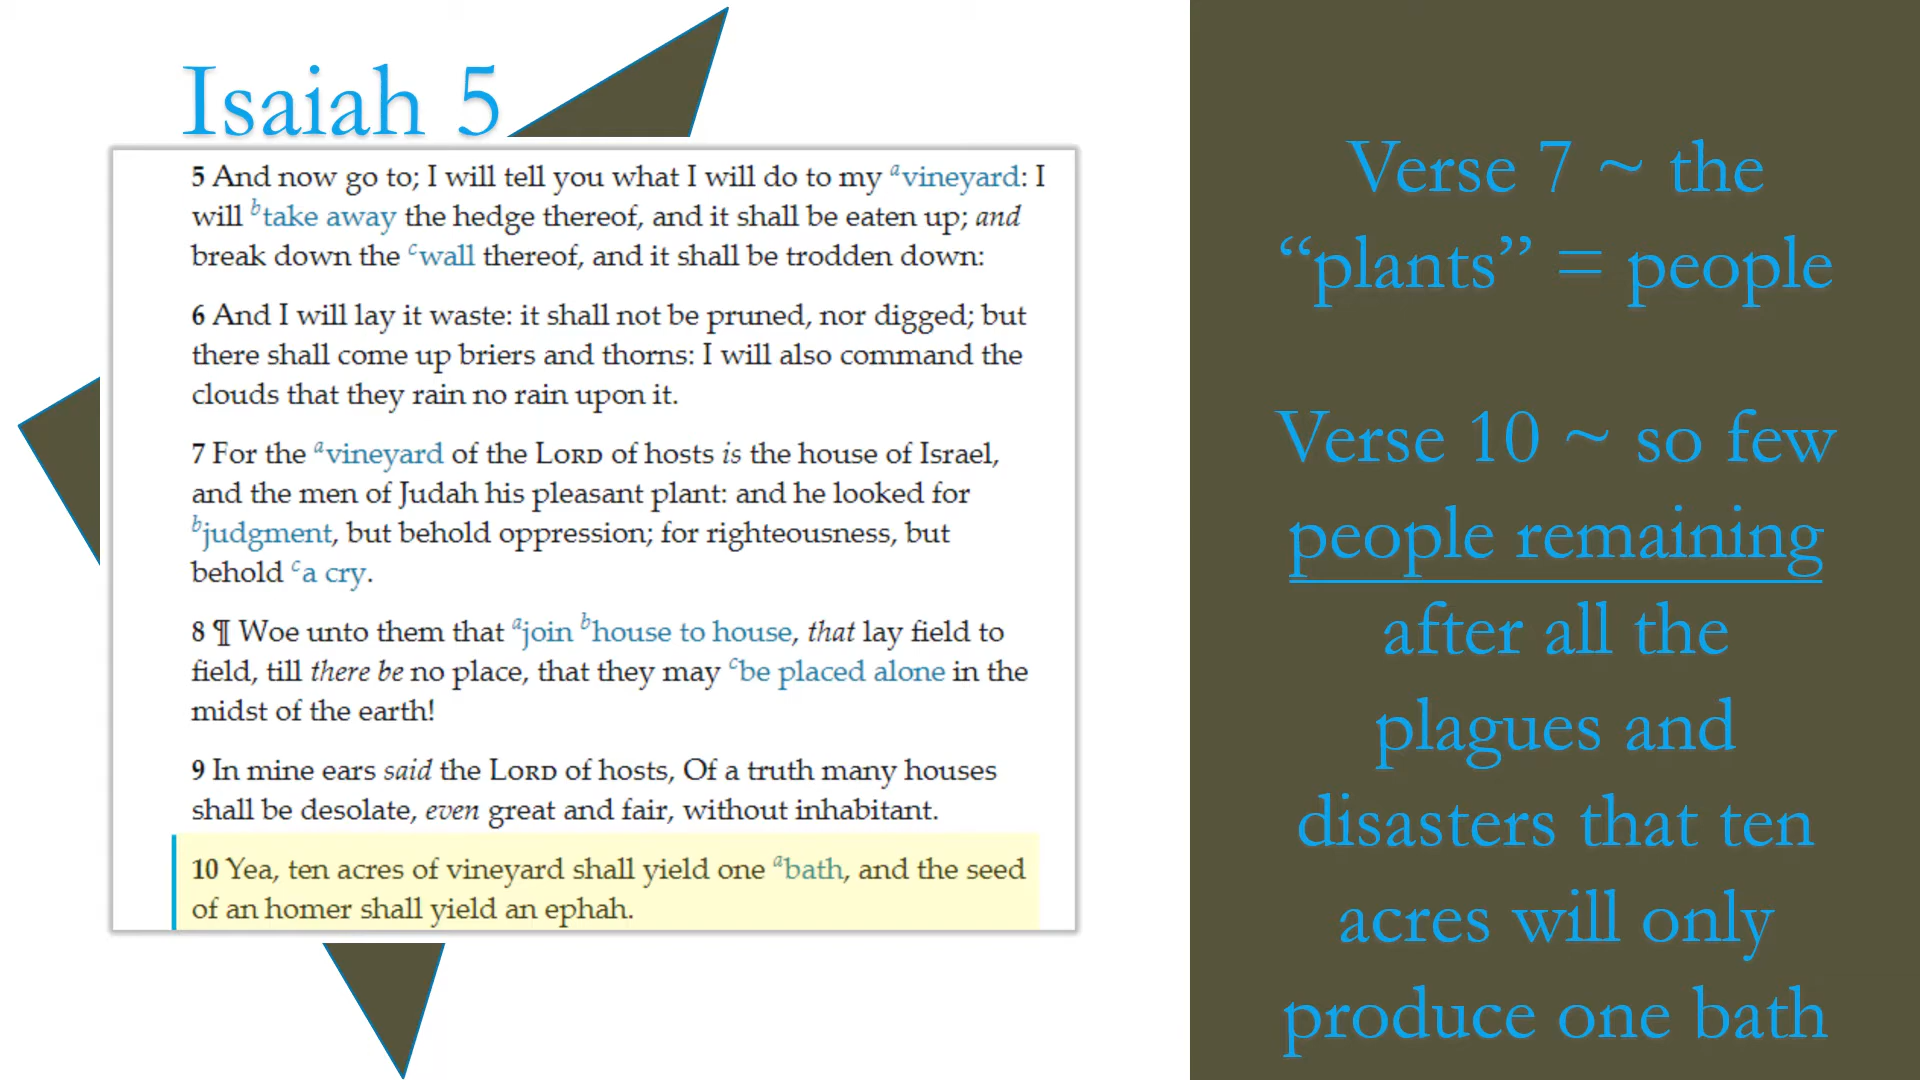 Isaiah 5
5 And now go to; I will tell you what I will do to my ᵃvineyard: I
will ᵇtake away the hedge thereof, and it shall be eaten up; and
break down the ᶜwall thereof, and it shall be trodden down:
6 And I will lay it waste: it shall not be pruned, nor digged; but
there shall come up briers and thorns: I will also command the
clouds that they rain no rain upon it.
7 For the ᵃvineyard of the LORD of hosts is the house of Israel,
and the men of Judah his pleasant plant: and he looked for
ᵇjudgment, but behold oppression; for righteousness, but
behold ᶜa cry.
8 ¶ Woe unto them that ᵃjoin ᵇhouse to house, that lay field to
field, till there be no place, that they may ᶜbe placed alone in the
midst of the earth!
9 In mine ears said the LORD of hosts, Of a truth many houses
shall be desolate, even great and fair, without inhabitant.
10 Yea, ten acres of vineyard shall yield one ᵃbath, and the seed
of an homer shall yield an ephah.
Verse 7 ~ the
“plants” = people
Verse 10 ~ so few
people remaining
after all the
plagues and
disasters that ten
acres will only
produce one bath